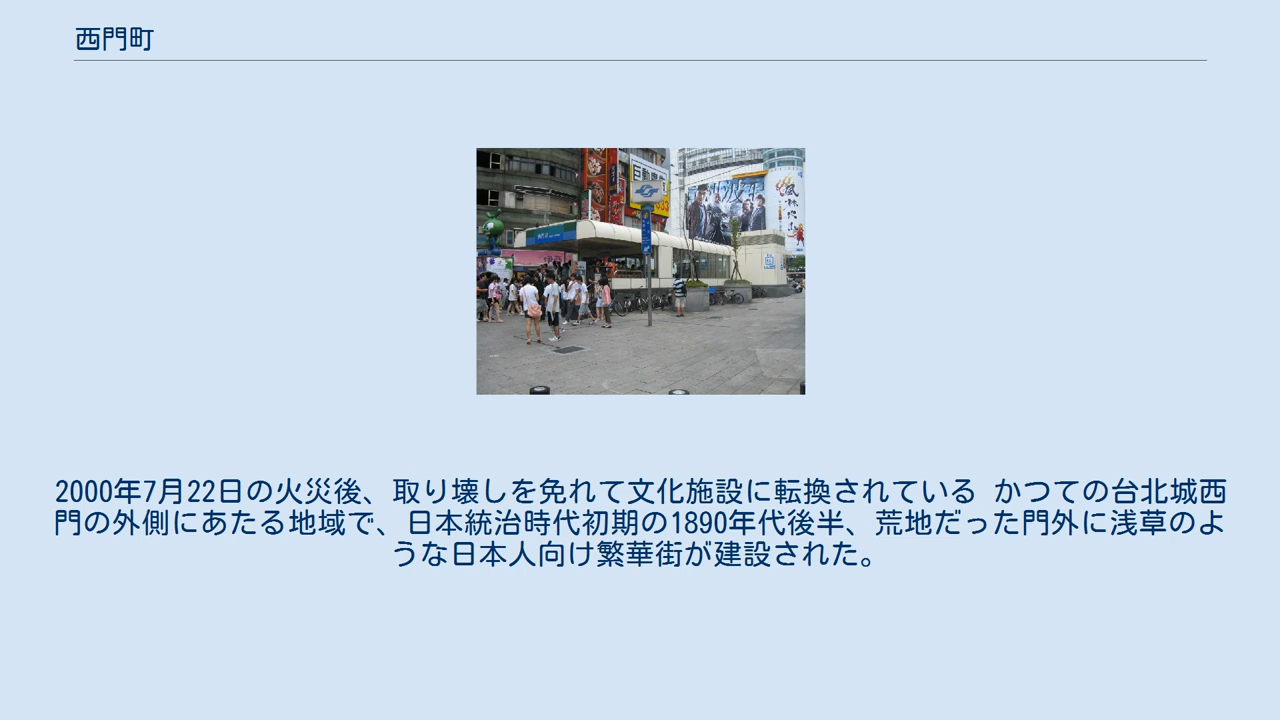 西門町
2000年7月22日の火災後、取り壊しを免れて文化施設に転換されている かつての台北城西
門の外側にあたる地域で、日本統治時代初期の1890年代後半、荒地だった門外に浅草のよ
うな日本人向け繁華街が建設された。